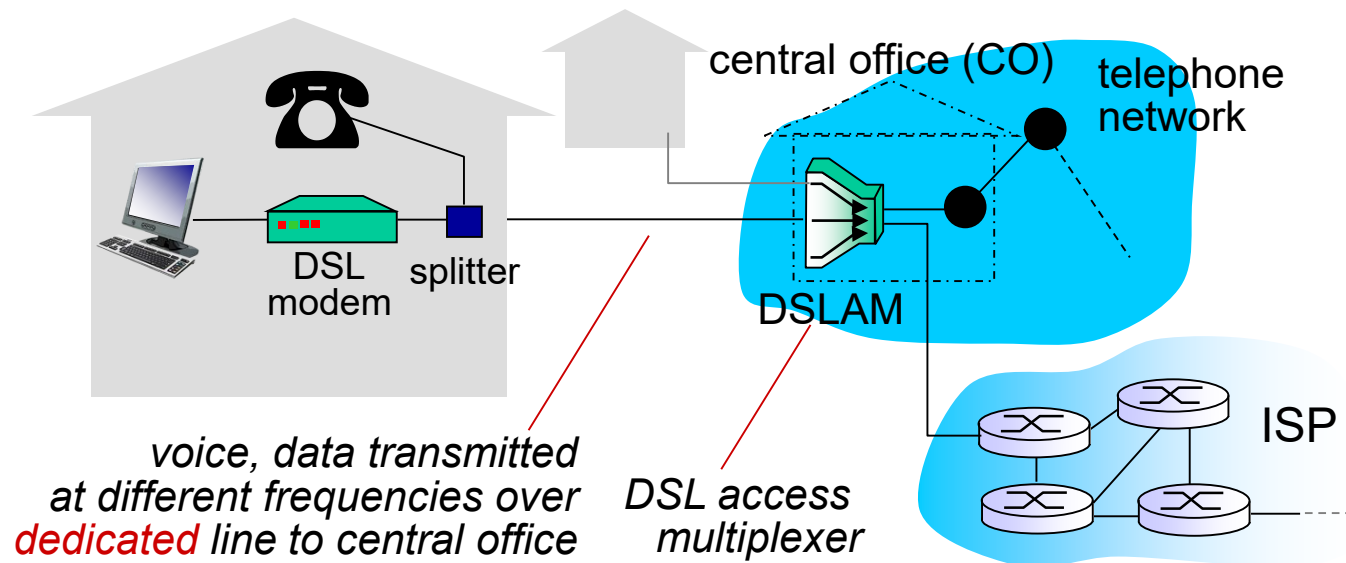 central office (CO)
telephone
network
DSL
modem
splitter
DSLAM
ISP
voice, data transmitted
at different frequencies over
dedicated line to central office
DSL access
multiplexer